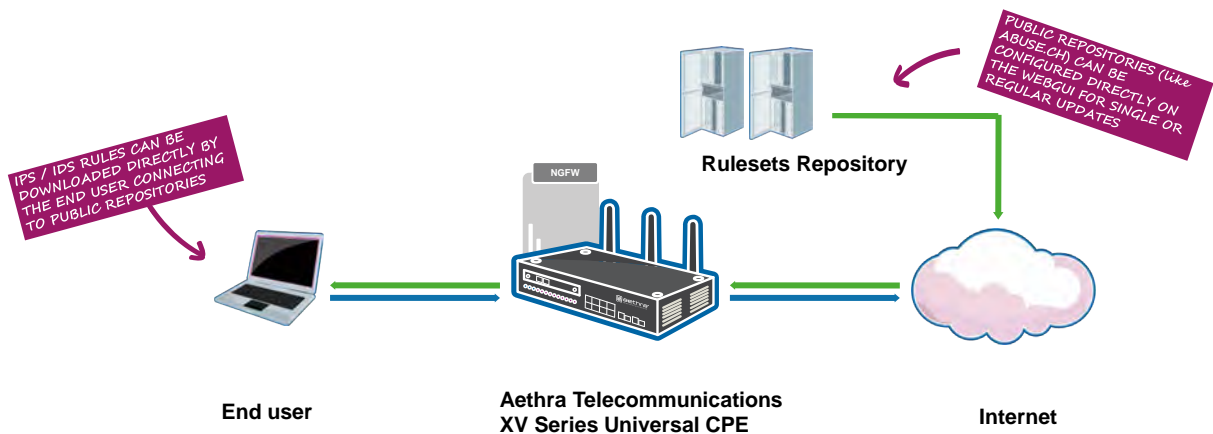 PUBLIC REPOSITORIES (like
ABUSE.CH) CAN BE
CONFIGURED DIRECTLY ON
THE WEBGUI FOR SINGLE OR
REGULAR UPDATES
Rulesets Repository
IPS / IDS RULES CAN BE
DOWNLOADED DIRECTLY BY
THE END USER CONNECTING
TO PUBLIC REPOSITORIES
NGFW
aethra
End user
Aethra Telecommunications
XV Series Universal CPE
Internet